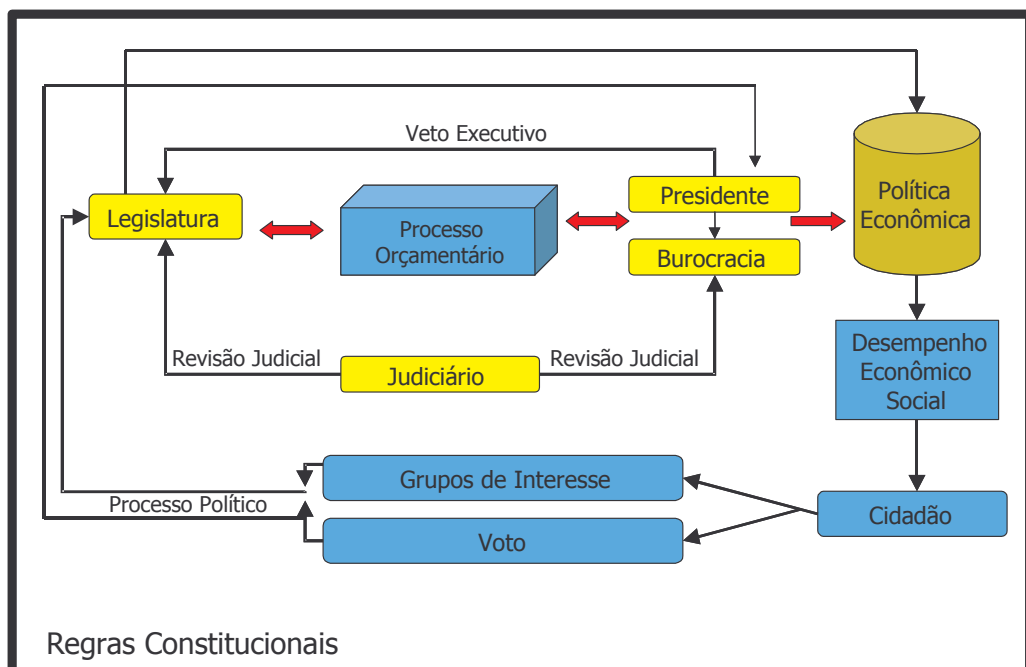 Veto Executivo
Legislatura
Processo
Orçamentário
Presidente
Burocracia
Política
Econômica
Revisão Judicial
Judiciário
Revisão Judicial
Desempenho
Econômico
Social
Grupos de Interesse
Processo Político
Voto
Cidadão
Regras Constitucionais